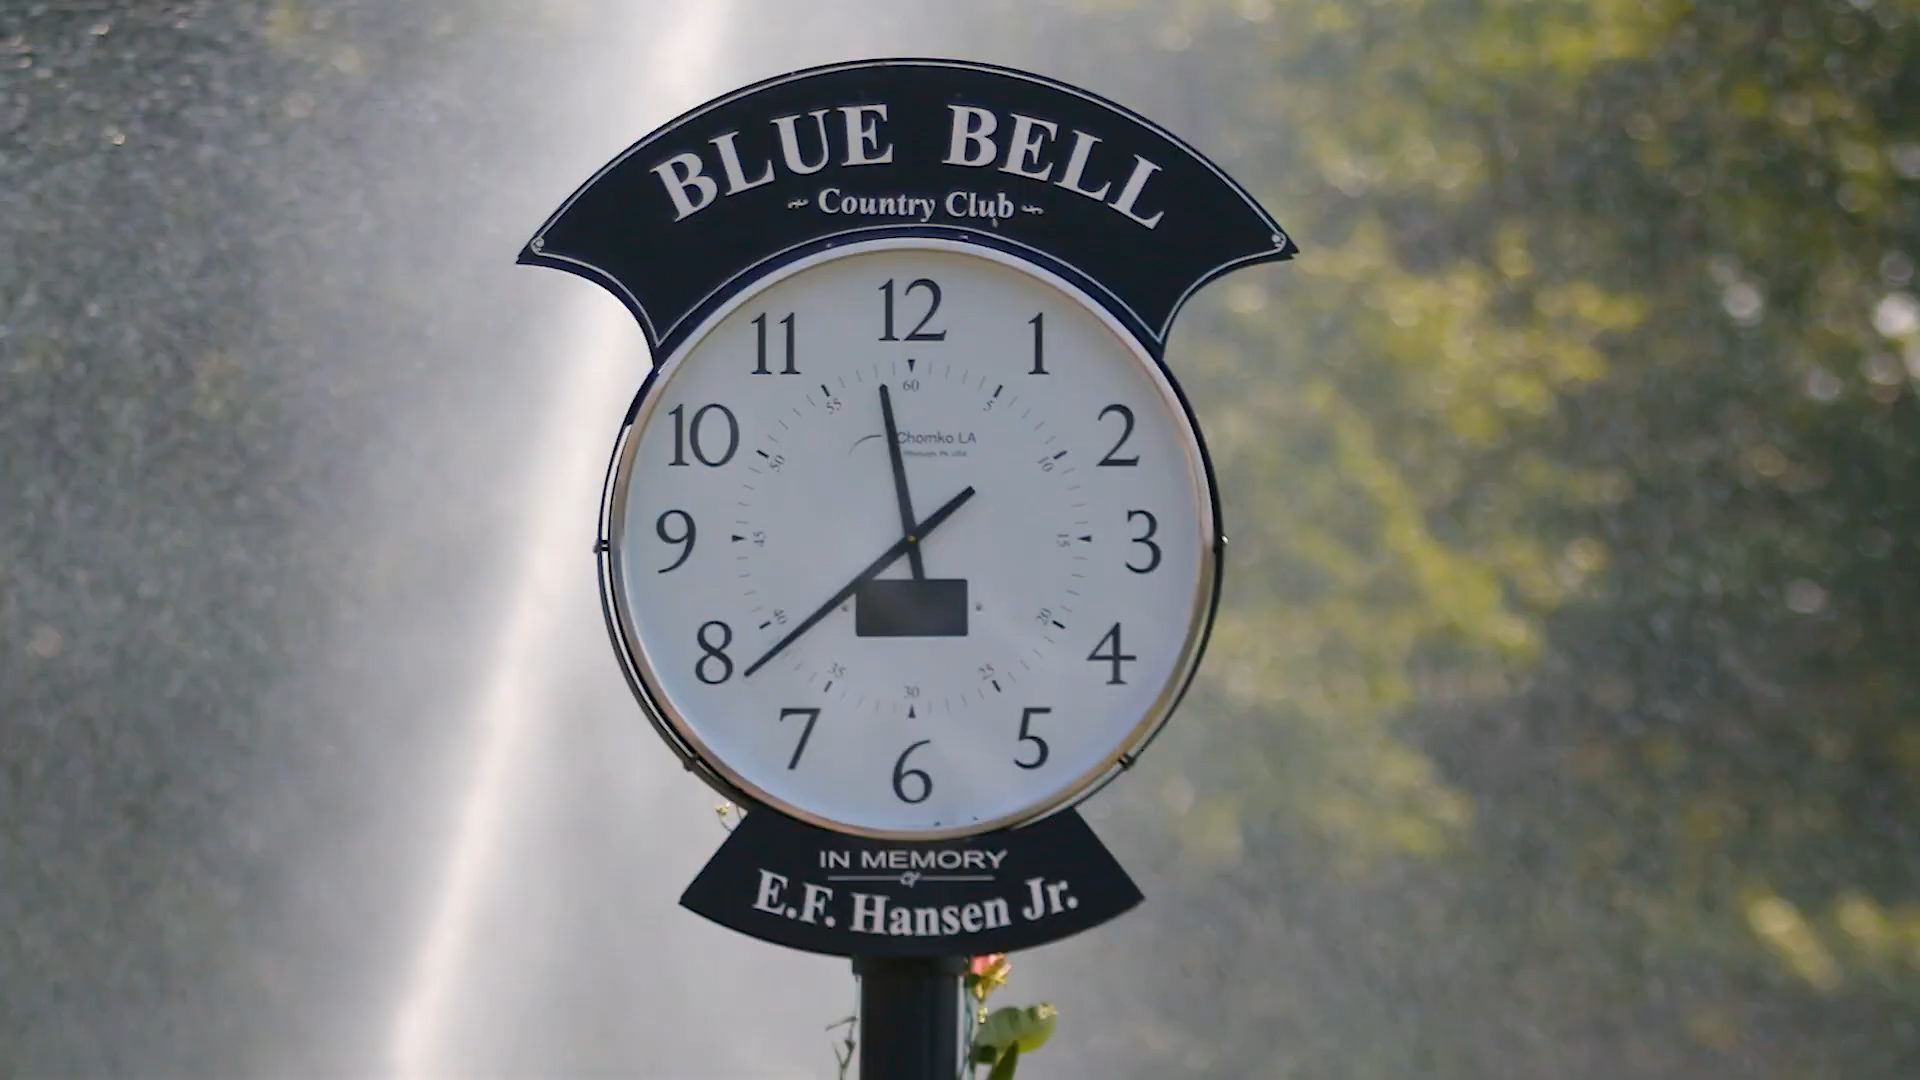 BLUE BELL
Country Club
12
11 1
60
55 5
10 2
Chomko LA
50 10
9 3
45 15
40 20
8 4
35 25
30
7 5
6
IN MEMORY
of
E.F. Hansen Jr.